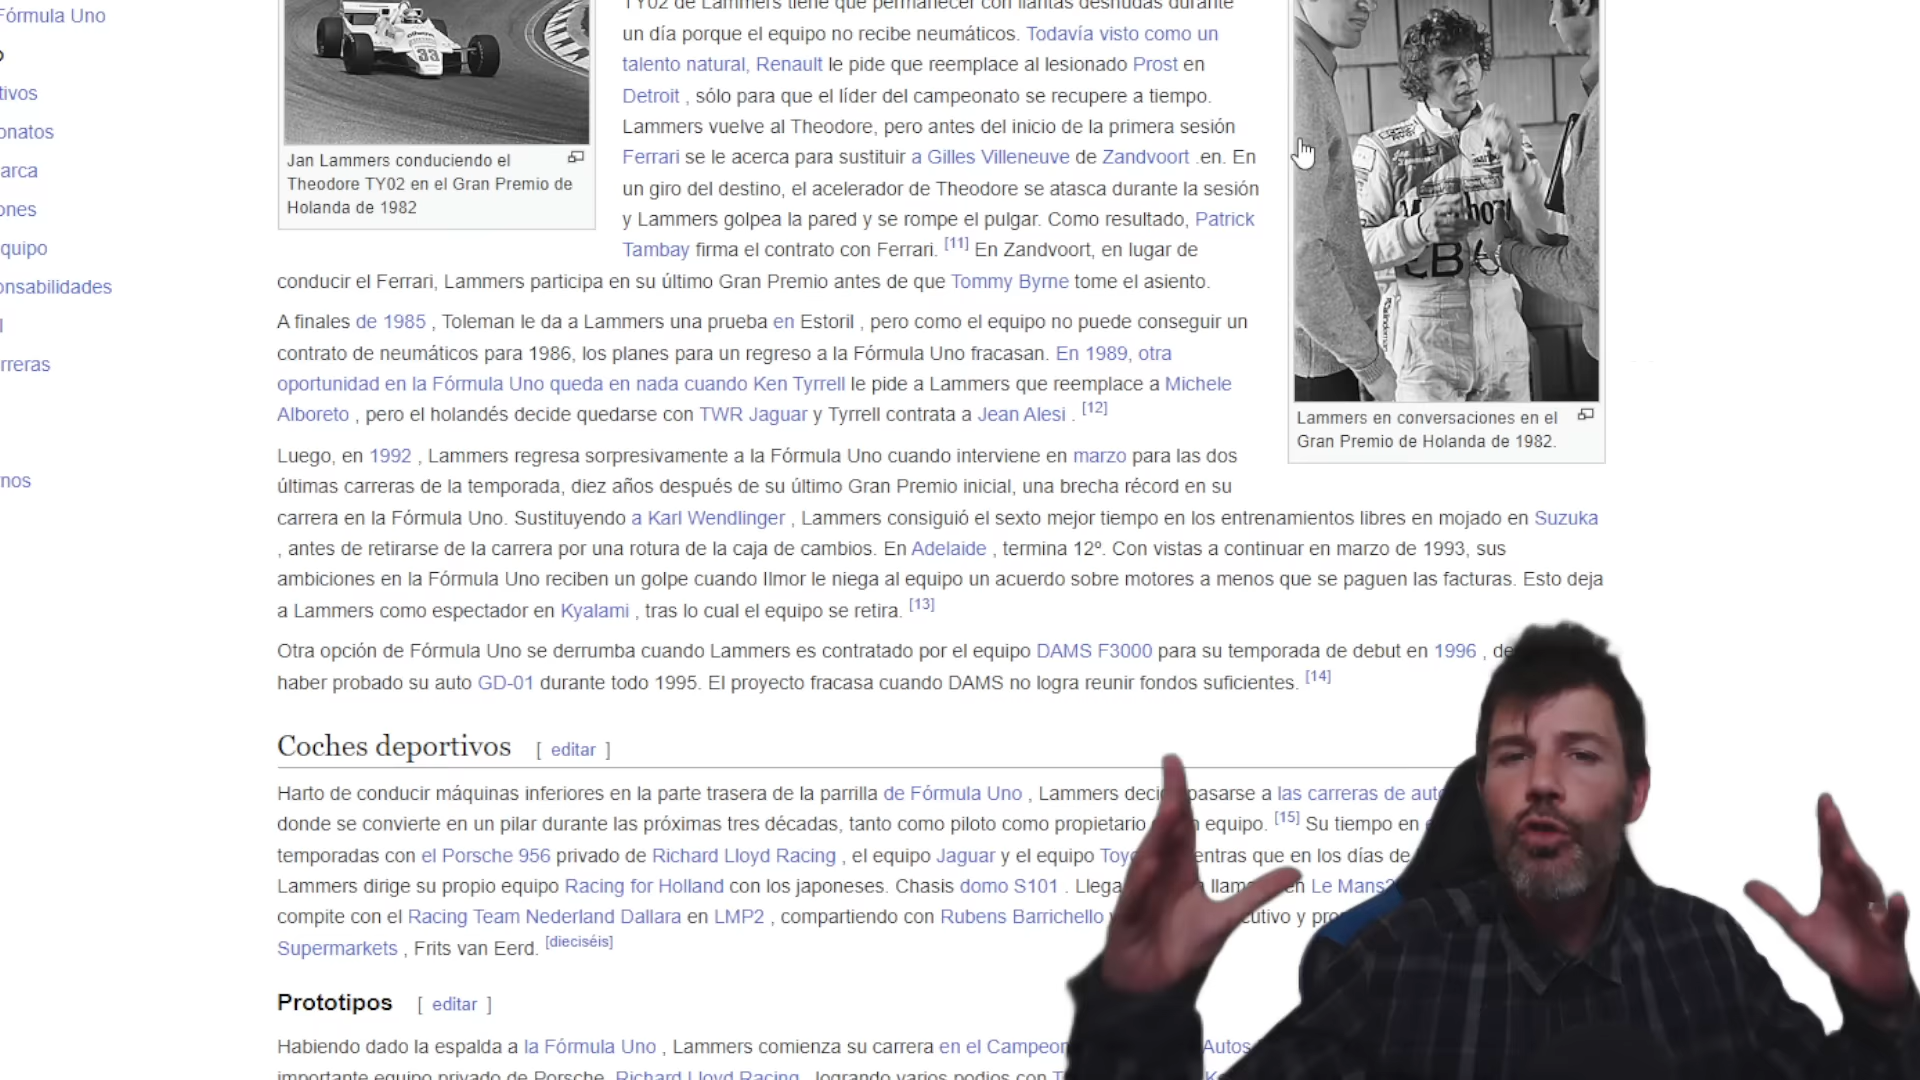 Fórmula Uno
tivos
onatos
arca
ones
quipo
onsabilidades
l
rreras
nos
33
Jan Lammers conduciendo el
Theodore TY02 en el Gran Premio de
Holanda de 1982
TY02 de Lammers tiene que permanecer con llantas desnudas durante
un día porque el equipo no recibe neumáticos. Todavía visto como un
talento natural, Renault le pide que reemplace al lesionado Prost en
Detroit , sólo para que el líder del campeonato se recupere a tiempo.
Lammers vuelve al Theodore, pero antes del inicio de la primera sesión
Ferrari se le acerca para sustituir a Gilles Villeneuve de Zandvoort .en. En
un giro del destino, el acelerador de Theodore se atasca durante la sesión
y Lammers golpea la pared y se rompe el pulgar. Como resultado, Patrick
Tambay firma el contrato con Ferrari. [11] En Zandvoort, en lugar de
conducir el Ferrari, Lammers participa en su último Gran Premio antes de que Tommy Byrne tome el asiento.
Lammers en conversaciones en el
Gran Premio de Holanda de 1982.
A finales de 1985 , Toleman le da a Lammers una prueba en Estoril , pero como el equipo no puede conseguir un
contrato de neumáticos para 1986, los planes para un regreso a la Fórmula Uno fracasan. En 1989, otra
oportunidad en la Fórmula Uno queda en nada cuando Ken Tyrrell le pide a Lammers que reemplace a Michele
Alboreto , pero el holandés decide quedarse con TWR Jaguar y Tyrrell contrata a Jean Alesi . [12]
Luego, en 1992 , Lammers regresa sorpresivamente a la Fórmula Uno cuando interviene en marzo para las dos
últimas carreras de la temporada, diez años después de su último Gran Premio inicial, una brecha récord en su
carrera en la Fórmula Uno. Sustituyendo a Karl Wendlinger , Lammers consiguió el sexto mejor tiempo en los entrenamientos libres en mojado en Suzuka
, antes de retirarse de la carrera por una rotura de la caja de cambios. En Adelaide , termina 12º. Con vistas a continuar en marzo de 1993, sus
ambiciones en la Fórmula Uno reciben un golpe cuando Ilmor le niega al equipo un acuerdo sobre motores a menos que se paguen las facturas. Esto deja
a Lammers como espectador en Kyalami , tras lo cual el equipo se retira. [13]
Otra opción de Fórmula Uno se derrumba cuando Lammers es contratado por el equipo DAMS F3000 para su temporada de debut en 1996 , de
haber probado su auto GD-01 durante todo 1995. El proyecto fracasa cuando DAMS no logra reunir fondos suficientes. [14]
Coches deportivos [ editar ]
Harto de conducir máquinas inferiores en la parte trasera de la parrilla de Fórmula Uno , Lammers deci pasarse a las carreras de aut
donde se convierte en un pilar durante las próximas tres décadas, tanto como piloto como propietario n equipo. [15] Su tiempo en
temporadas con el Porsche 956 privado de Richard Lloyd Racing , el equipo Jaguar y el equipo Toyo entras que en los días de
Lammers dirige su propio equipo Racing for Holland con los japoneses. Chasis domo S101 . Llega llama en Le Mans
compite con el Racing Team Nederland Dallara en LMP2 , compartiendo con Rubens Barrichello cutivo y pro
Supermarkets , Frits van Eerd. [dieciséis]
Prototipos [ editar ]
Habiendo dado la espalda a la Fórmula Uno , Lammers comienza su carrera en el Campeon Autos
importante equipo privado de Porsche, Richard Lloyd Racing , logrando varios podios con T